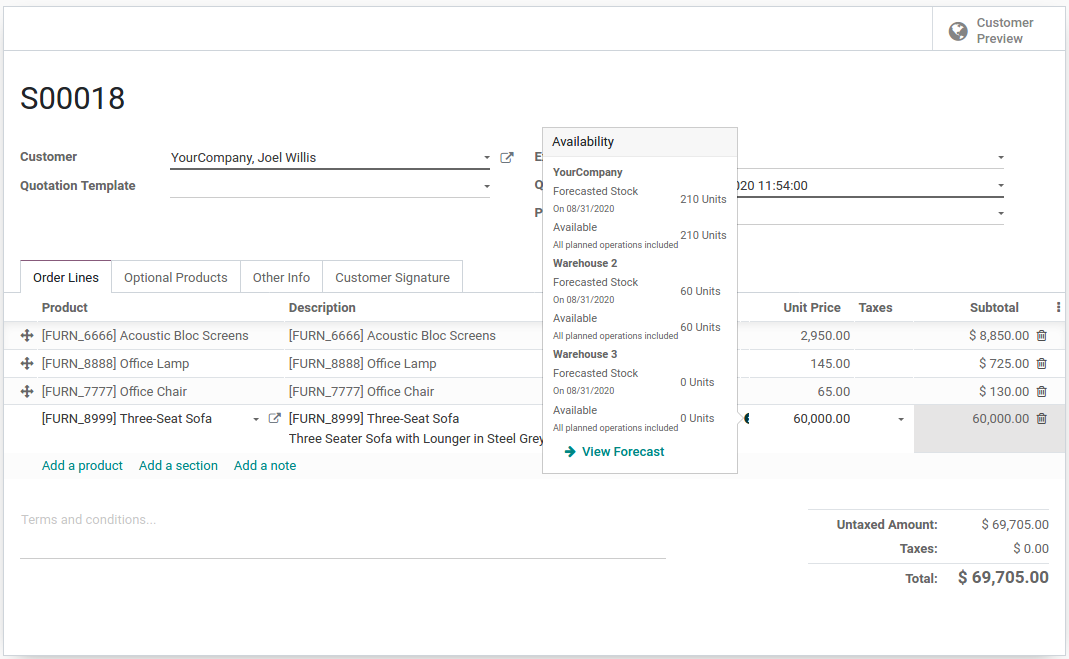 Customer
Preview
S00018
Customer YourCompany, Joel Willis
Quotation Template
E
Q 020 11:54:00
P
Availability
YourCompany
Forecasted Stock
On 08/31/2020
210 Units
Available
All planned operations included
210 Units
Warehouse 2
Forecasted Stock
On 08/31/2020
60 Units
Available
All planned operations included
60 Units
Warehouse 3
Forecasted Stock
On 08/31/2020
0 Units
Available
All planned operations included
0 Units
View Forecast
Order Lines Optional Products Other Info Customer Signature
Product Description Unit Price Taxes Subtotal
[FURN_6666] Acoustic Bloc Screens [FURN_6666] Acoustic Bloc Screens 2,950.00 $ 8,850.00
[FURN_8888] Office Lamp [FURN_8888] Office Lamp 145.00 $ 725.00
[FURN_7777] Office Chair [FURN_7777] Office Chair 65.00 $ 130.00
[FURN_8999] Three-Seat Sofa [FURN_8999] Three-Seat Sofa 60,000.00 60,000.00
Three Seater Sofa with Lounger in Steel Grey
Add a product Add a section Add a note
Terms and conditions...
Untaxed Amount: $ 69,705.00
Taxes: $ 0.00
Total: $ 69,705.00